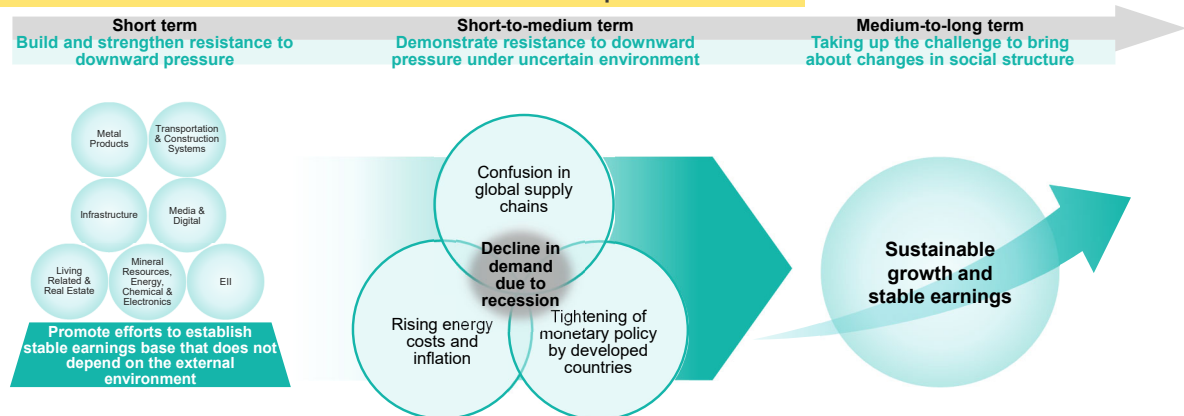 Short term
Build and strengthen resistance to
downward pressure
Short-to-medium term
Demonstrate resistance to downward
pressure under uncertain environment
Medium-to-long term
Taking up the challenge to bring
about changes in social structure
Metal
Products
Transportation
& Construction
Systems
Infrastructure
Media &
Digital
Living
Related &
Real Estate
Mineral
Resources,
Energy,
Chemical &
Electronics
EII
Promote efforts to establish
stable earnings base that does not
depend on the external
environment
Confusion in
global supply
chains
Decline in
demand
due to
recession
Rising energy
costs and
inflation
Tightening of
monetary policy
by developed
countries
Sustainable
growth and
stable earnings